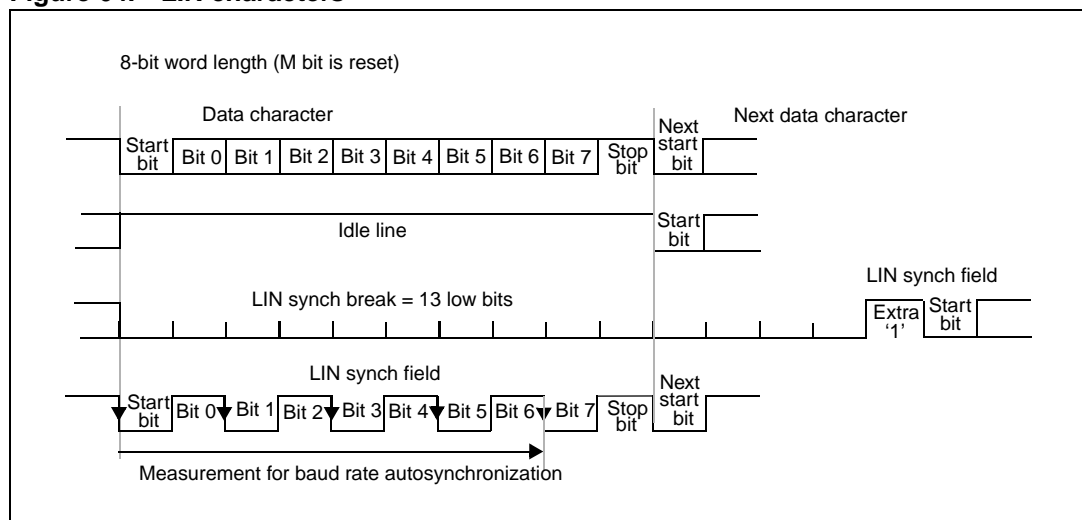 LIN characters
8-bit word length (M bit is reset)
Data character
Next data character
Start bit
Bit 0
Bit 1
Bit 2
Bit 3
Bit 4
Bit 5
Bit 6
Bit 7
Stop bit
Next start bit
Idle line
Start bit
LIN synch field
LIN synch break = 13 low bits
Extra '1'
Start bit
LIN synch field
Start bit
Bit 0
Bit 1
Bit 2
Bit 3
Bit 4
Bit 5
Bit 6
Bit 7
Stop bit
Next start bit
Measurement for baud rate autosynchronization